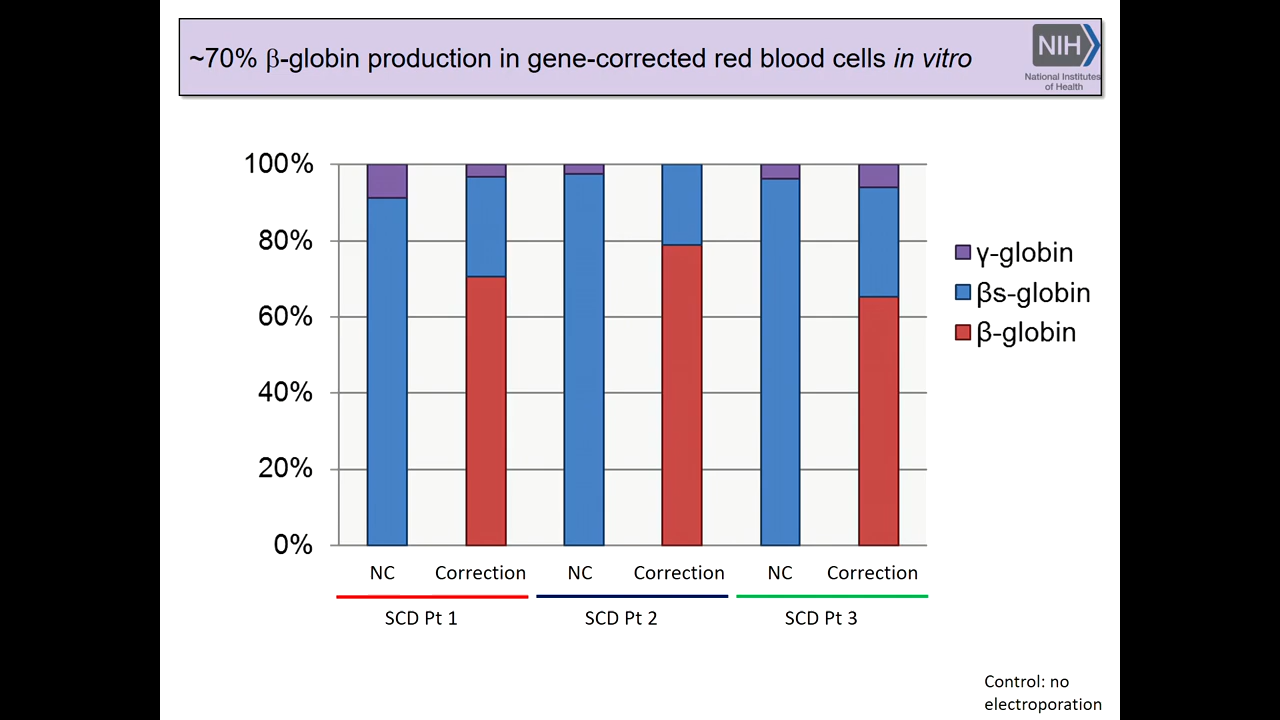 ~70% β-globin production in gene-corrected red blood cells in vitro
NIH
National Institutes
of Health
100%
80%
60%
40%
20%
0%
γ-globin
βs-globin
β-globin
NC Correction NC Correction NC Correction
SCD Pt 1 SCD Pt 2 SCD Pt 3
Control: no
electroporation